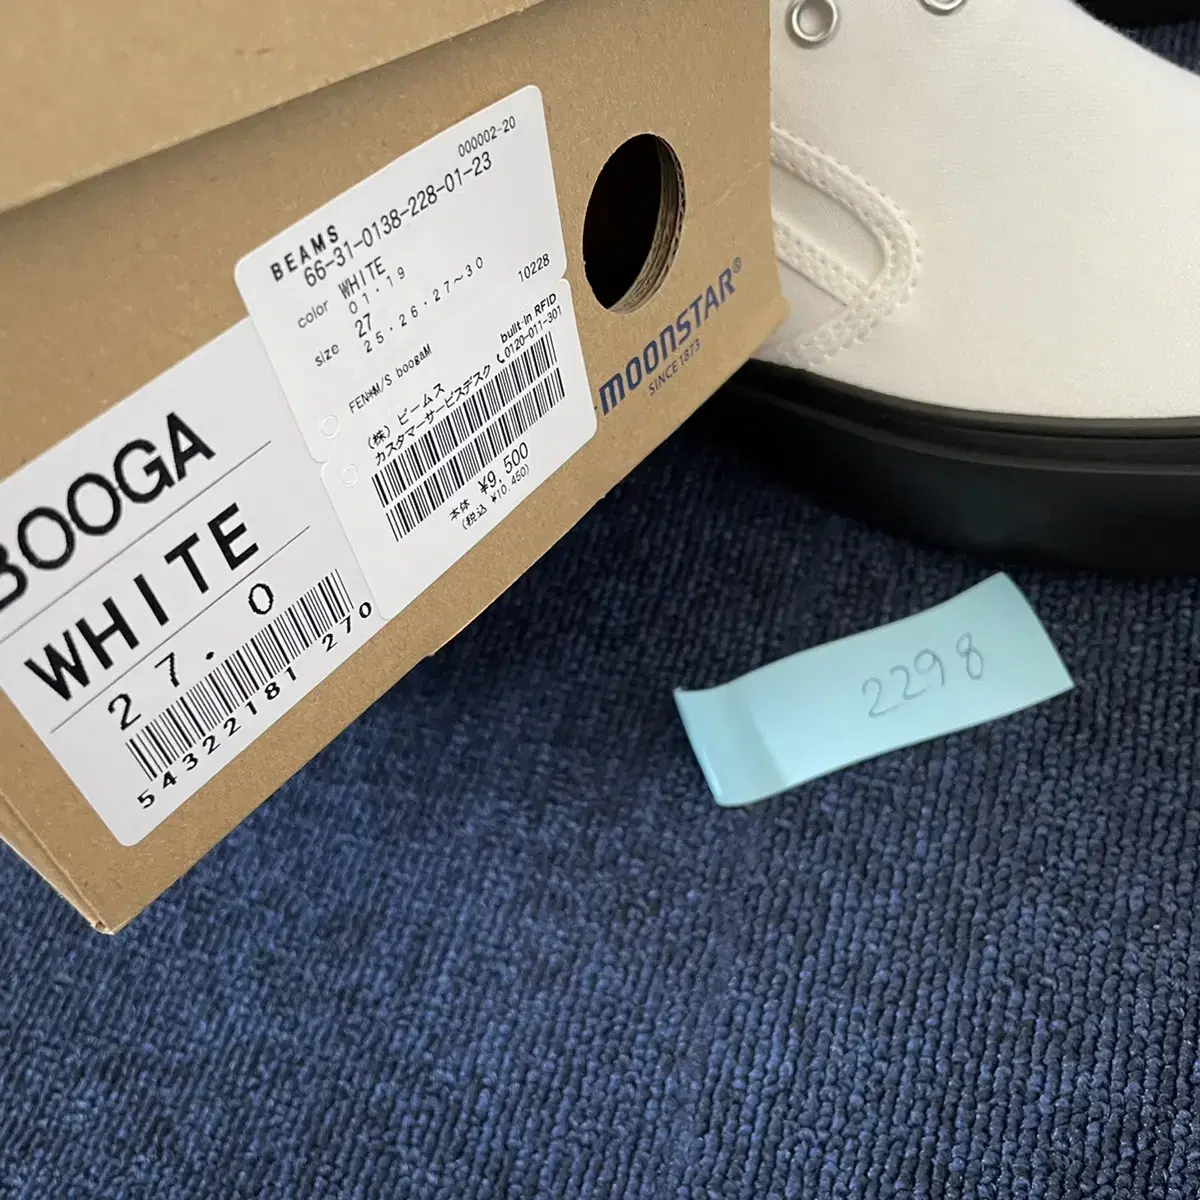 000002-20
BEAMS
66-31-0138-228-01-23
color WHITE
01・19
size 27
25・26・27~30
10228
built-in RFID
(株)ビームス
カスタマーサービスデスク 0120-011-301
本体 ¥9,500
(税込 ¥10,450)
BOOGA
WHITE
27.0
54322181 270
MOONSTAR®
SINCE 1873
2298